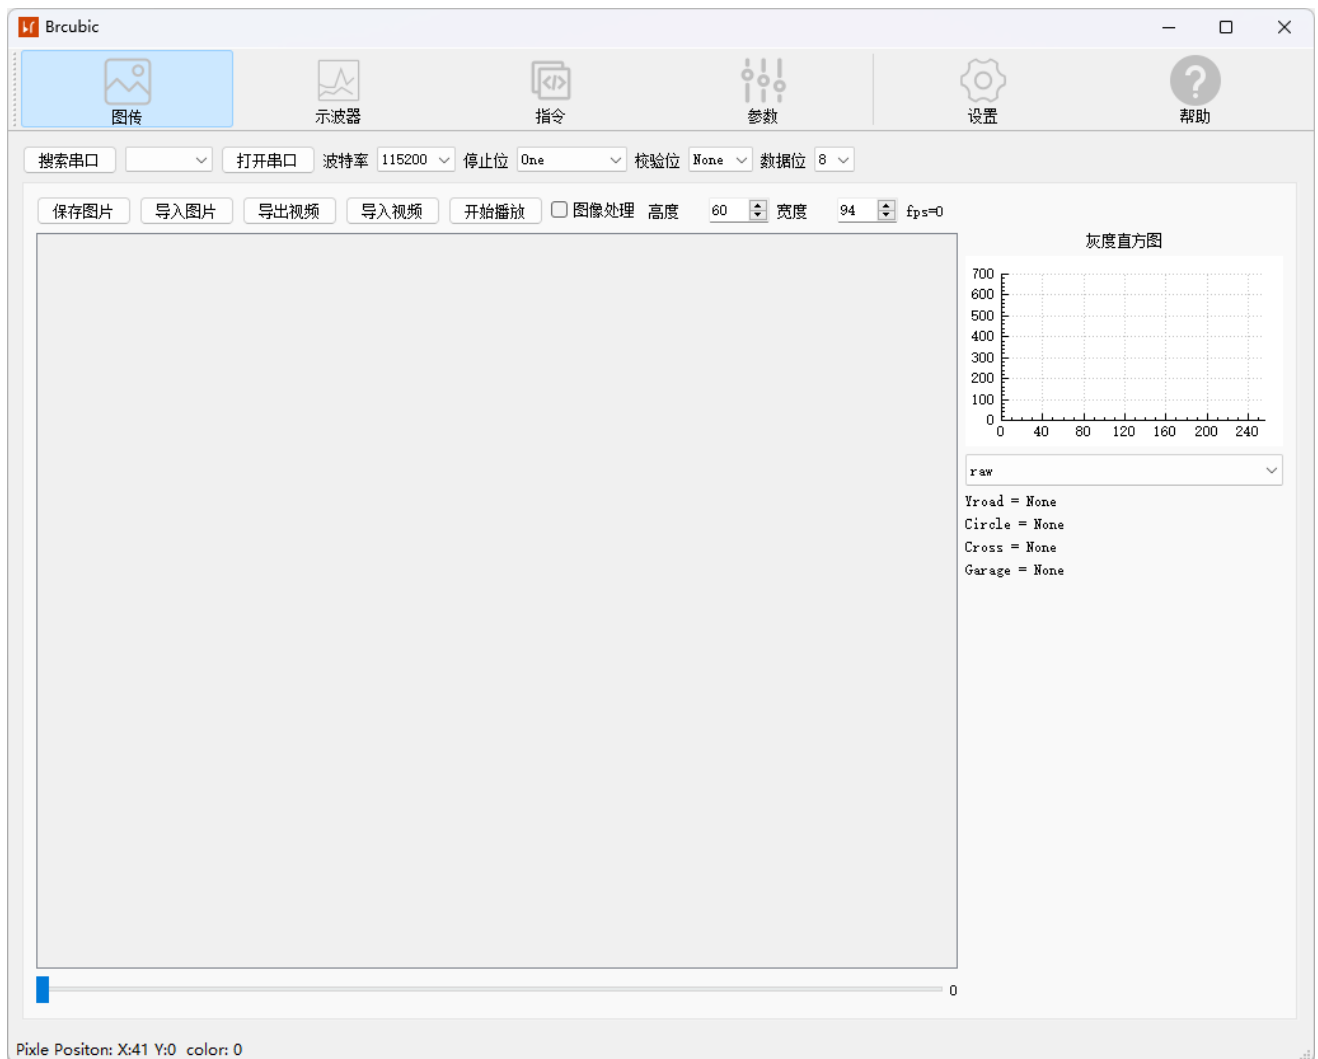 Brcubic
图传 示波器 指令 参数 设置 帮助
搜索串口 打开串口 波特率 115200 停止位 One 校验位 None 数据位 8
保存图片 导入图片 导出视频 导入视频 开始播放 图像处理 高度 60 宽度 94 fps=0
灰度直方图
700
600
500
400
300
200
100
0
0 40 80 120 160 200 240
raw
Yroad = None
Circle = None
Cross = None
Garage = None
0
Pixle Positon: X:41 Y:0 color: 0